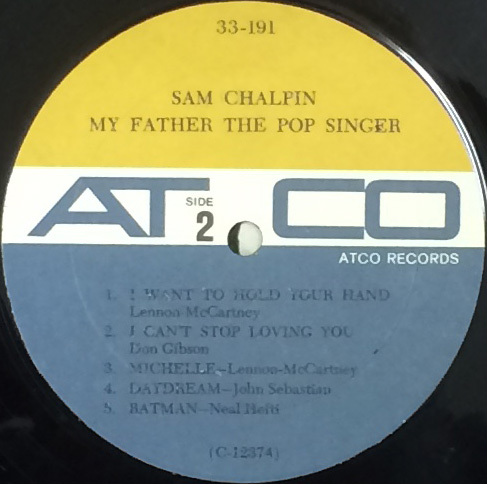 33-191
SAM CHALPIN
MY FATHER THE POP SINGER
ATCO
SIDE
2
ATCO RECORDS
1. I WANT TO HOLD YOUR HAND
Lennon-McCartney
2. I CAN'T STOP LOVING YOU
Don Gibson
3. MICHELLE—Lennon-McCartney
4. DAYDREAM—John Sebastian
5. BATMAN—Neal Hefti
(C-12374)